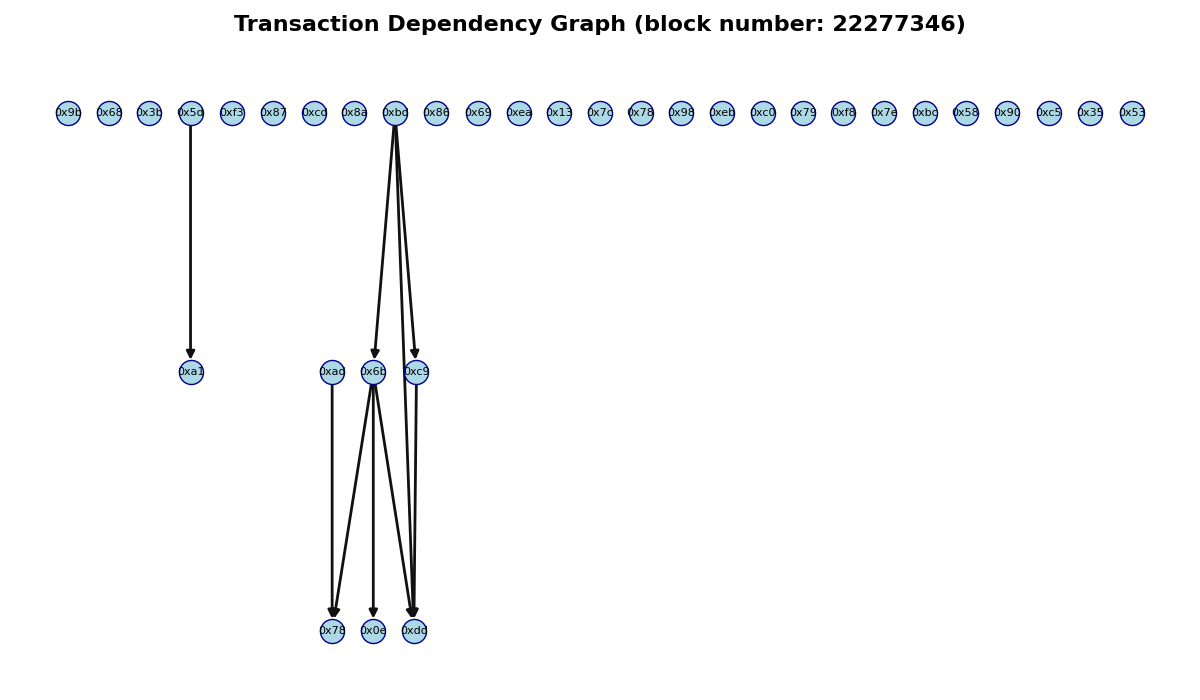 Transaction Dependency Graph (block number: 22277346)
0x9b 0x68 0x3b 0x5d 0xf3 0x87 0xcd 0x8a 0xbd 0x86 0x69 0xea 0x13 0x7c 0x78 0x98 0xeb 0xc0 0x79 0xf8 0x7e 0xbc 0x58 0x90 0xc5 0x35 0x53
0xa1 0xad 0x6b 0xc9
0x78 0x0e 0xdd